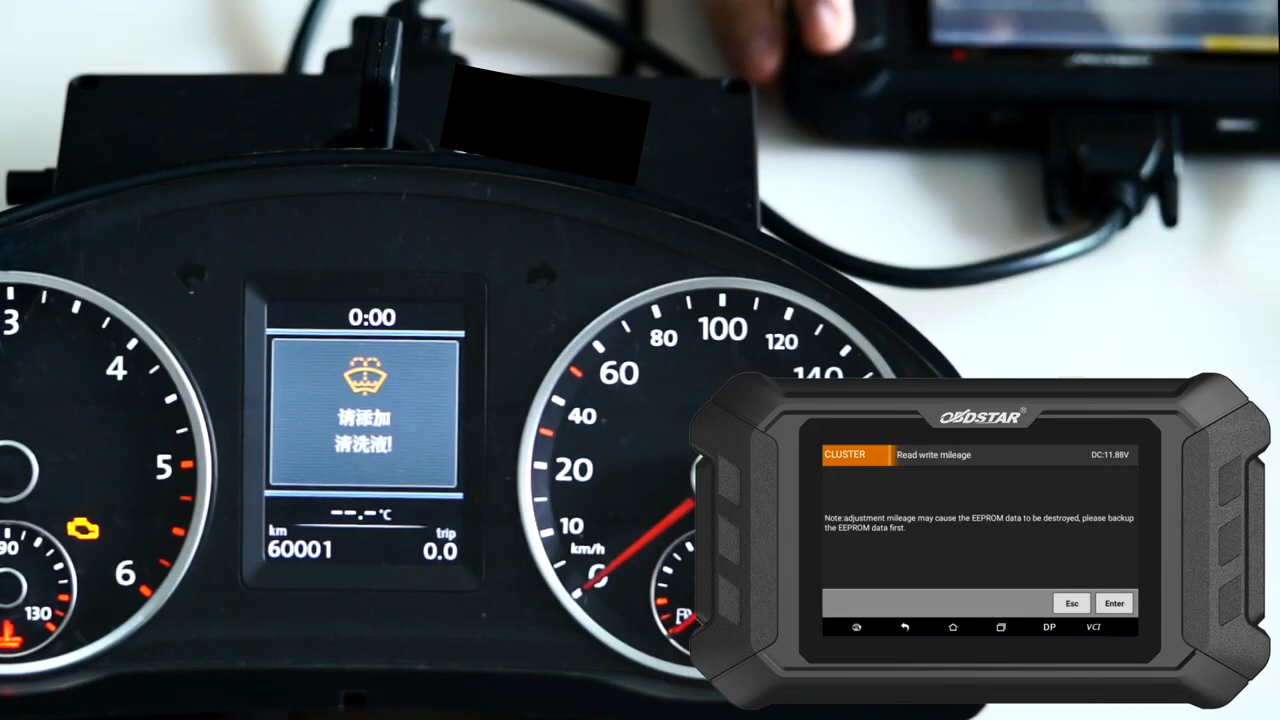 3
4
5
6
90
130
0:00
请添加
清洗液!
--.-°C
km
trip
60001
0.0
0
10
20
40
60
80
100
120
140
km/h
OBDSTAR®
CLUSTER
Read write mileage
DC:11.88V
Note:adjustment mileage may cause the EEPROM data to be destroyed, please backup
the EEPROM data first.
Esc
Enter
DP
VCI